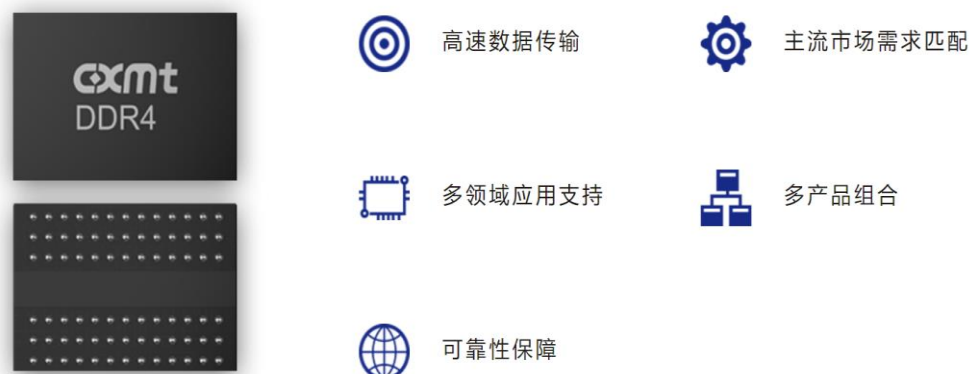 cxmt
DDR4
高速数据传输
主流市场需求匹配
多领域应用支持
多产品组合
可靠性保障